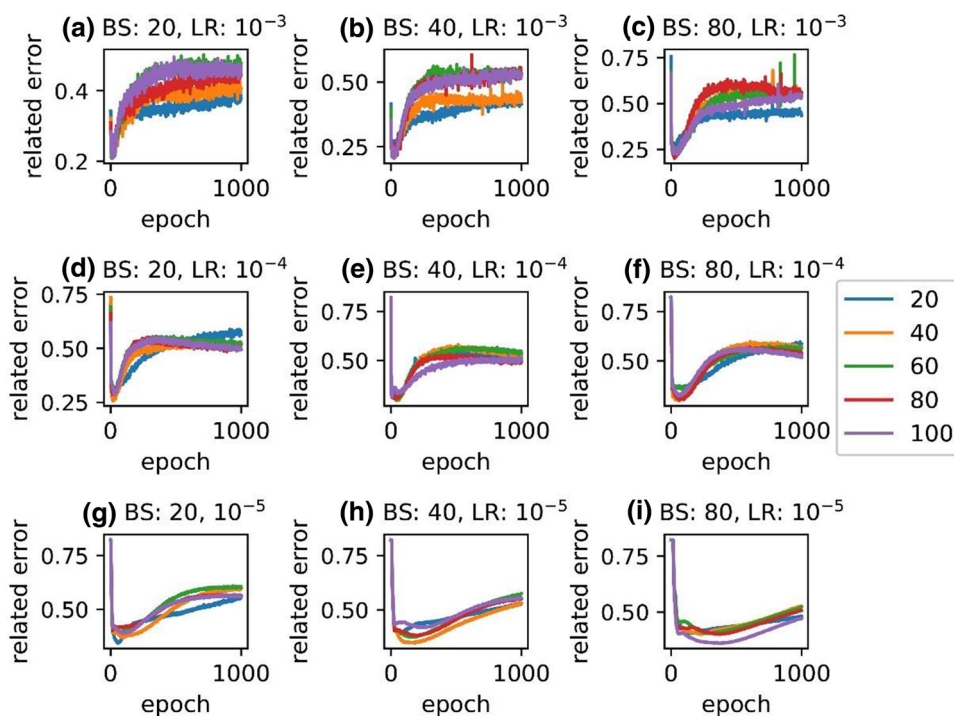 (a) BS: 20, LR: 10⁻³
(b) BS: 40, LR: 10⁻³
(c) BS: 80, LR: 10⁻³
related error
0.4
0.2
0
1000
epoch
related error
0.50
0.25
0
1000
epoch
related error
0.75
0.50
0.25
0
1000
epoch
(d) BS: 20, LR: 10⁻⁴
(e) BS: 40, LR: 10⁻⁴
(f) BS: 80, LR: 10⁻⁴
related error
0.75
0.50
0.25
0
1000
epoch
related error
0.75
0.50
0
1000
epoch
related error
0.75
0.50
0
1000
epoch
20
40
60
80
100
(g) BS: 20, 10⁻⁵
(h) BS: 40, LR: 10⁻⁵
(i) BS: 80, LR: 10⁻⁵
related error
0.75
0.50
0
1000
epoch
related error
0.75
0.50
0
1000
epoch
related error
0.75
0.50
0
1000
epoch